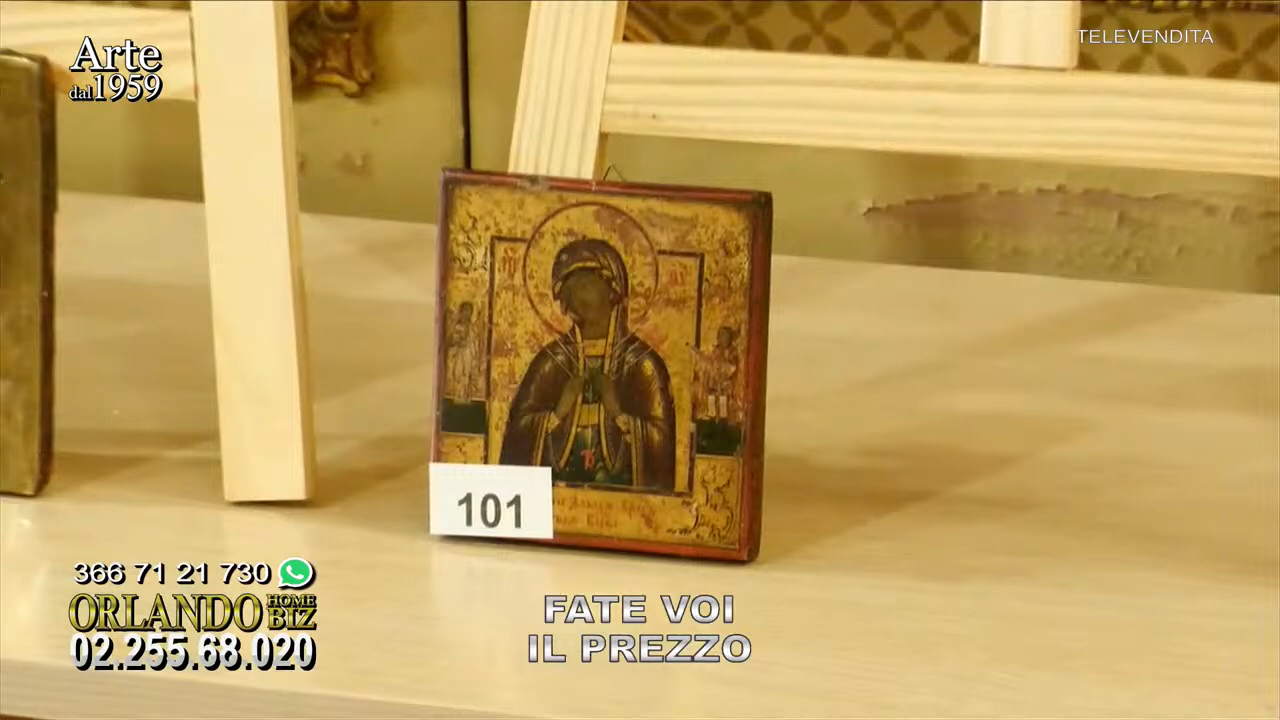 Arte
dal 1959
TELEVENDITA
101
366 71 21 730
ORLANDO HOME BIZ
02.255.68.020
FATE VOI
IL PREZZO